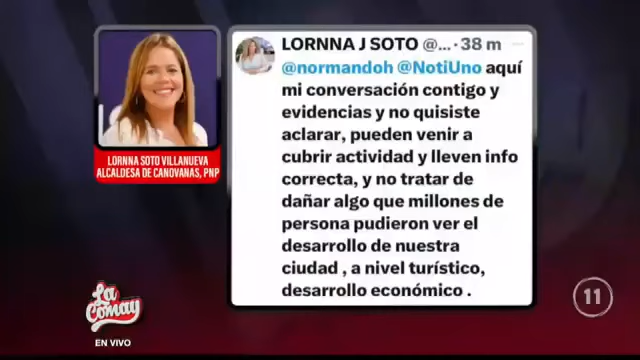 LORNNA J SOTO @... · 38 m
@normandoh @NotiUno aquí
mi conversación contigo y
evidencias y no quisiste
aclarar, pueden venir a
cubrir actividad y lleven info
correcta, y no tratar de
dañar algo que millones de
persona pudieron ver el
desarrollo de nuestra
ciudad , a nivel turístico,
desarrollo económico .
LORNNA SOTO VILLANUEVA
ALCALDESA DE CANOVANAS, PNP
La
Comay
EN VIVO
11